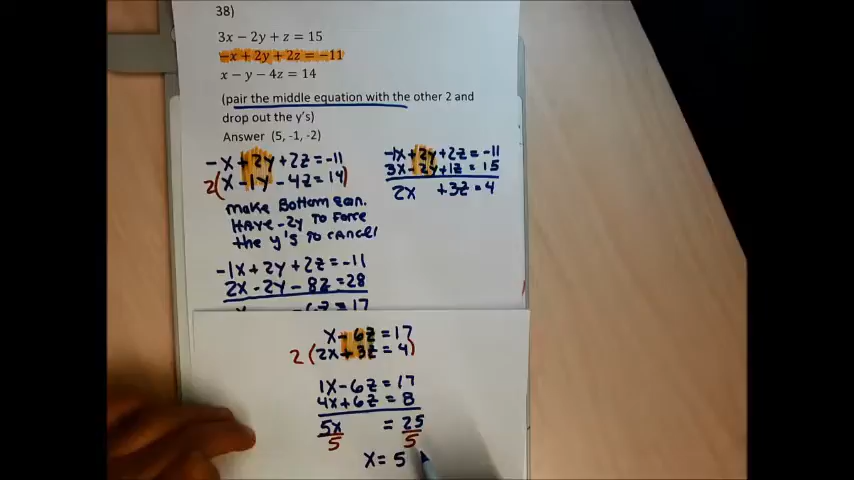 38)
3x − 2y + z = 15
−x + 2y + 2z = −11
x − y − 4z = 14
(pair the middle equation with the other 2 and
drop out the y's)
Answer (5, -1, -2)
-x + 2y + 2z = -11
2(x - 1y - 4z = 14)
make Bottom eqn.
HAVE -2y To Force
the y's To cancel
-1x + 2y + 2z = -11
2x - 2y - 8z = 28
x - 6z = 17
-1x + 2y + 2z = -11
3x - 2y + 1z = 15
2x + 3z = 4
x - 6z = 17
2(2x + 3z = 4)
1x - 6z = 17
4x + 6z = 8
5x = 25
5 5
x = 5